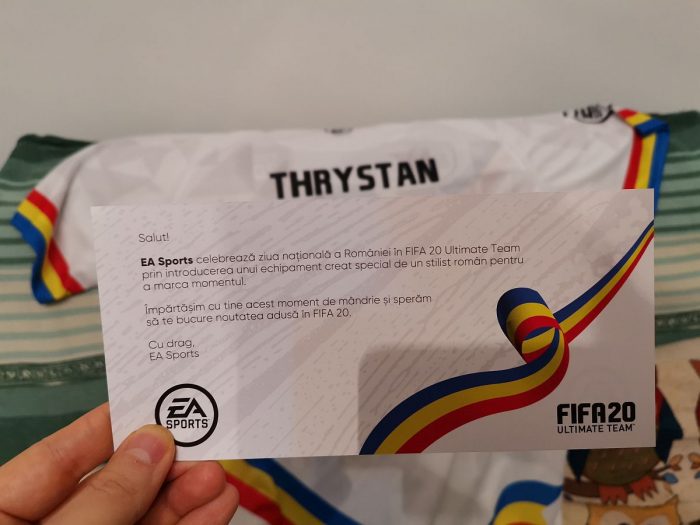 THRYSTAN
Salut!
EA Sports celebrează ziua națională a României în FIFA 20 Ultimate Team
prin introducerea unui echipament creat special de un stilist român pentru
a marca momentul.
Împărtășim cu tine acest moment de mândrie și sperăm
să te bucure noutatea adusă în FIFA 20.
Cu drag,
EA Sports
EA
SPORTS
FIFA 20
ULTIMATE TEAM